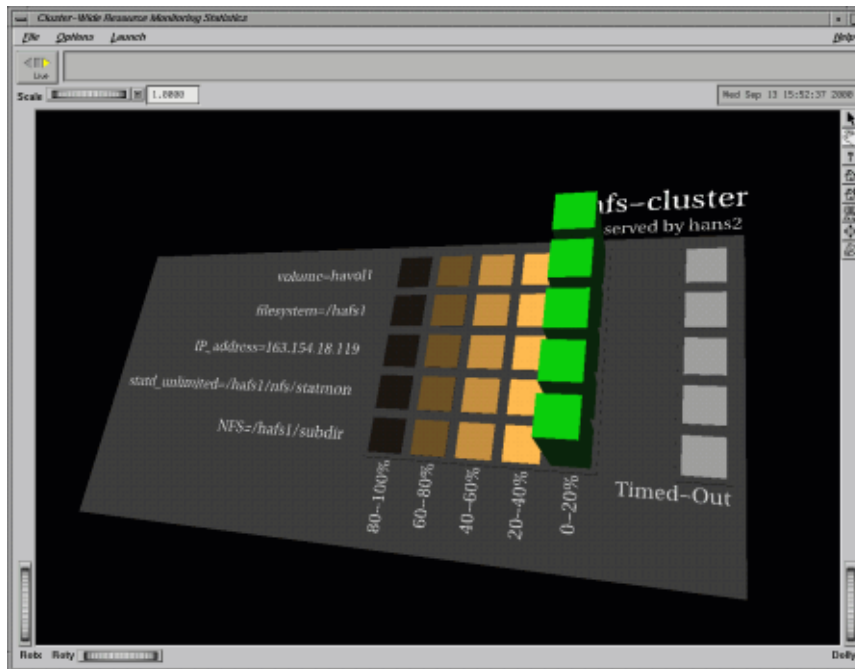 Cluster-Wide Resource Monitoring Statistics
File Options Launch Help
Live
Scale 1.0000 Wed Sep 13 15:52:37 2000
afs-cluster
served by hans2
volume=havol1
filesystem=/hafs1
IP_address=163.154.18.119
statd_unlimited=/hafs1/nfs/statmon
NFS=/hafs1/subdir
80-100% 60-80% 40-60% 20-40% 0-20%
Timed-Out
Rotx Roty Dolly